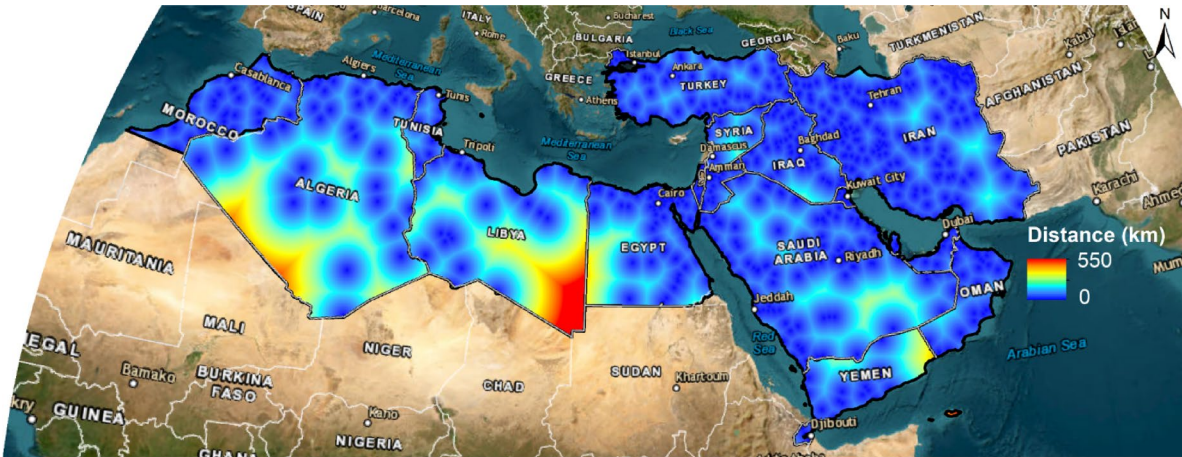 SPAIN
Barcelona
ITALY
Rome
Bucharest
BULGARIA
Black Sea
GEORGIA
Baku
TURKMENISTAN
Kabul
N
Istanbul
Ankara
TURKEY
GREECE
Athens
Mediterranean
Sea
Algiers
Tunis
Casablanca
MOROCCO
TUNISIA
Tripoli
Mediterranean
Sea
SYRIA
Damascus
Amman
Baghdad
IRAQ
Tehran
IRAN
AFGHANISTAN
PAKISTAN
Karachi
Kuwait City
Cairo
ALGERIA
LIBYA
EGYPT
SAUDI
ARABIA
Riyadh
Dubai
Distance (km)
550
0
OMAN
Jeddah
Red
Sea
YEMEN
Arabian Sea
MAURITANIA
MALI
NIGER
CHAD
SUDAN
Khartoum
Bamako
BURKINA
FASO
Kano
NIGERIA
GUINEA
Djibouti